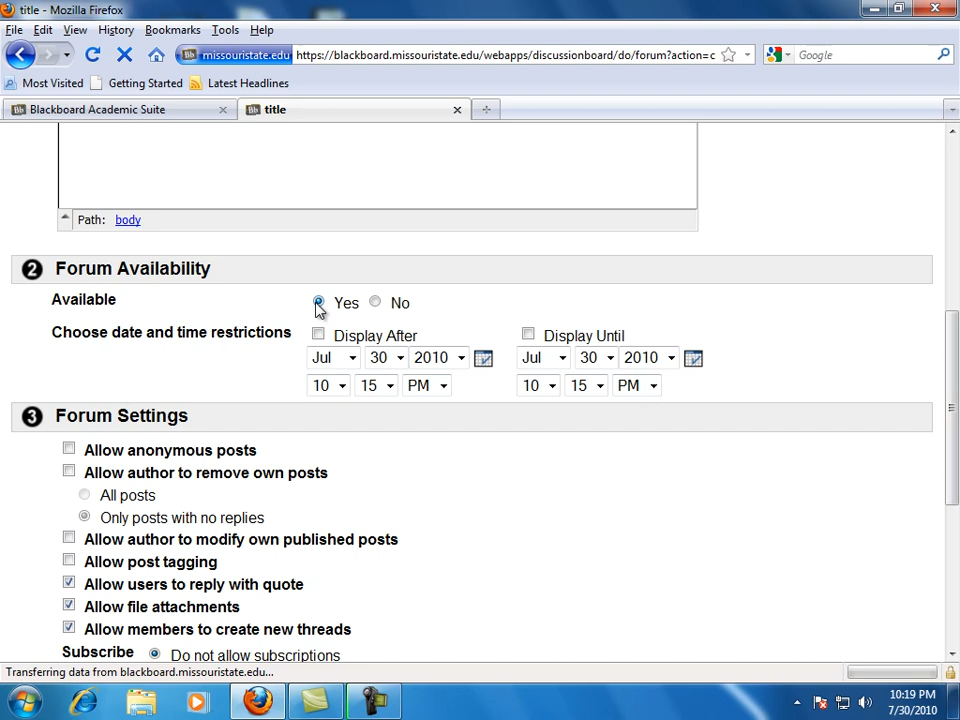 title - Mozilla Firefox
File Edit View History Bookmarks Tools Help
missouristate.edu https://blackboard.missouristate.edu/webapps/discussionboard/do/forum?action=c Google
Most Visited Getting Started Latest Headlines
Bb Blackboard Academic Suite Bb title
Path: body
2 Forum Availability
Available Yes No
Choose date and time restrictions Display After Display Until
Jul 30 2010 Jul 30 2010
10 15 PM 10 15 PM
3 Forum Settings
Allow anonymous posts
Allow author to remove own posts
All posts
Only posts with no replies
Allow author to modify own published posts
Allow post tagging
Allow users to reply with quote
Allow file attachments
Allow members to create new threads
Subscribe Do not allow subscriptions
Transferring data from blackboard.missouristate.edu...
10:19 PM
7/30/2010